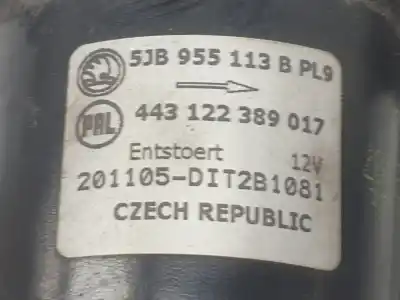 5JB 955 113 B PL9
PAL 443 122 389 017
Entstoert 12V
201105-DIT2B1081
CZECH REPUBLIC